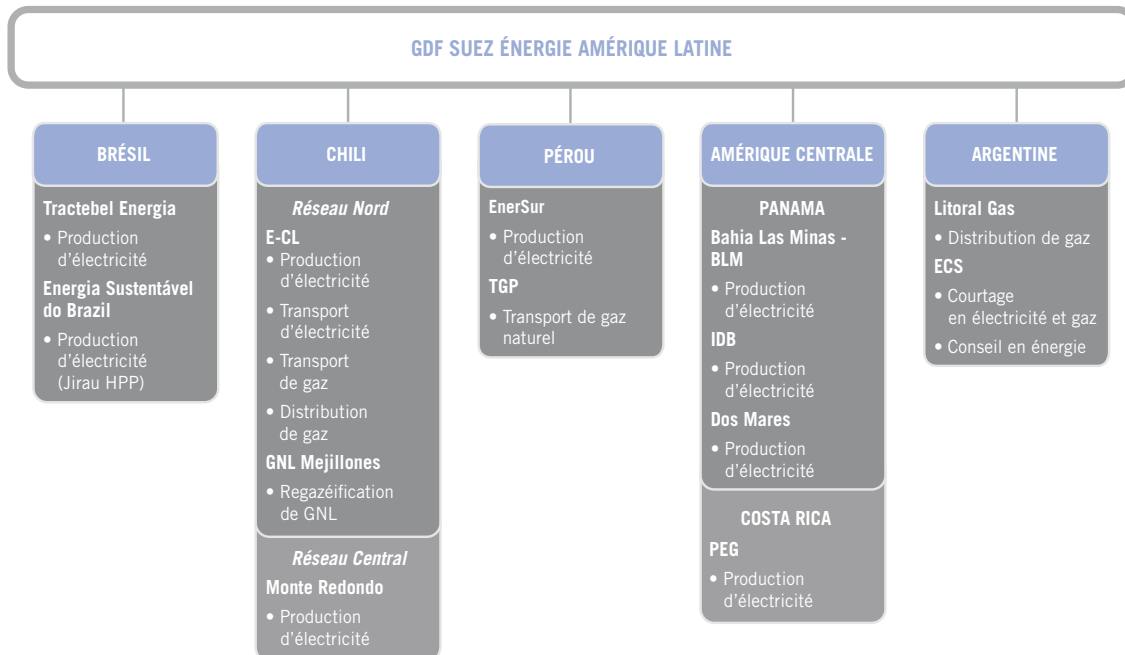 GDF SUEZ ÉNERGIE AMÉRIQUE LATINE
BRÉSIL
Tractebel Energia
• Production
d'électricité
Energia Sustentável
do Brazil
• Production
d'électricité
(Jirau HPP)
CHILI
Réseau Nord
E-CL
• Production
d'électricité
• Transport
d'électricité
• Transport
de gaz
• Distribution
de gaz
GNL Mejillones
• Regazéification
de GNL
Réseau Central
Monte Redondo
• Production
d'électricité
PÉROU
EnerSur
• Production
d'électricité
TGP
• Transport de gaz
naturel
AMÉRIQUE CENTRALE
PANAMA
Bahia Las Minas -
BLM
• Production
d'électricité
IDB
• Production
d'électricité
Dos Mares
• Production
d'électricité
COSTA RICA
PEG
• Production
d'électricité
ARGENTINE
Litoral Gas
• Distribution de gaz
ECS
• Courtage
en électricité et gaz
• Conseil en énergie